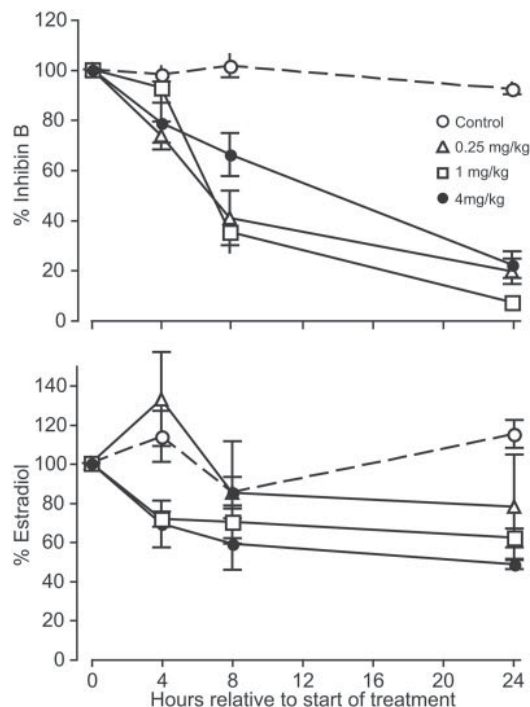 120
100
80
60
40
20
0
% Inhibin B
Control
0.25 mg/kg
1 mg/kg
4mg/kg
140
120
100
80
60
40
20
0
% Estradiol
0 4 8 12 16 20 24
Hours relative to start of treatment